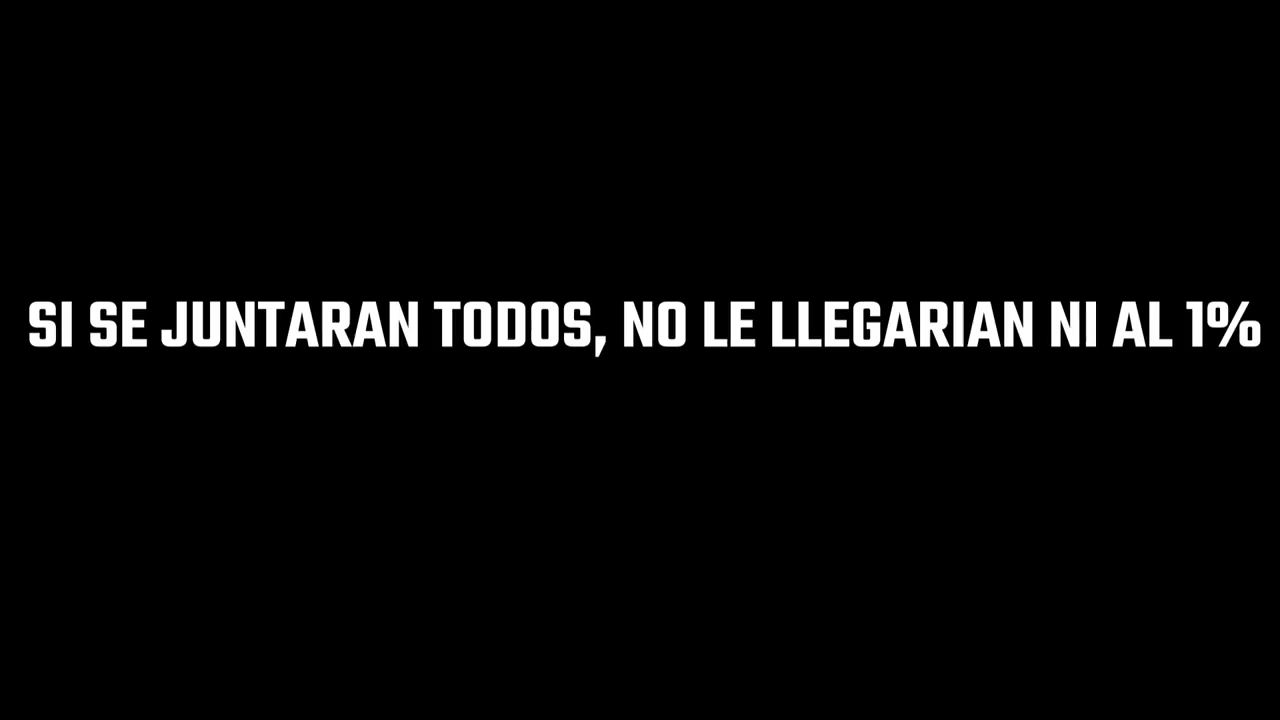 SI SE JUNTARAN TODOS, NO LE LLEGARIAN NI AL 1%